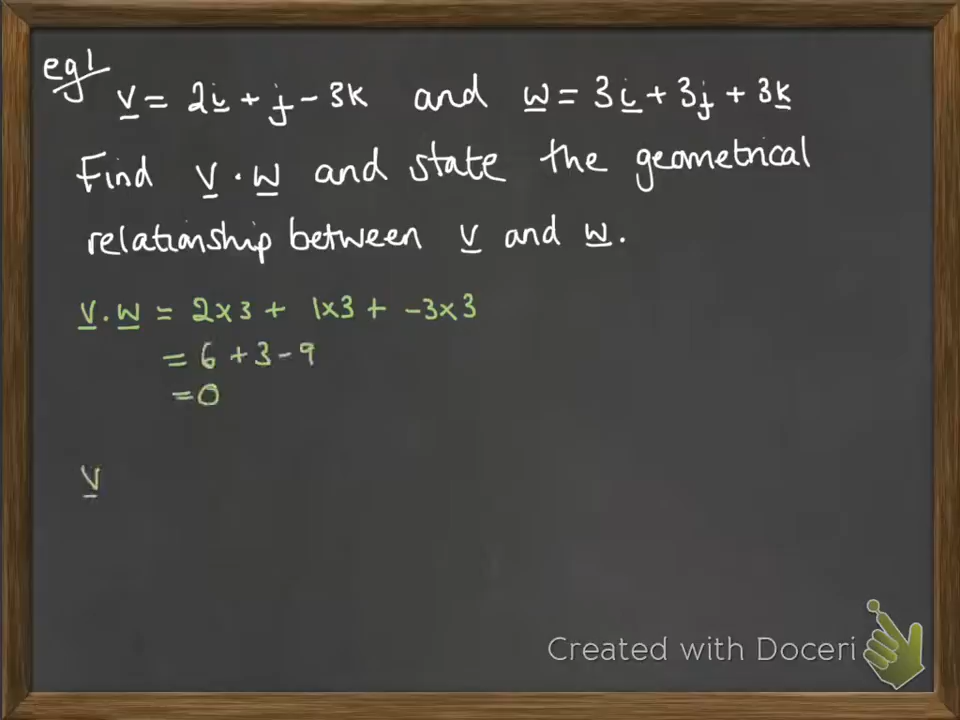 eg1
v = 2i + j - 3k and w = 3i + 3j + 3k
Find v · w and state the geometrical
relationship between v and w.
v · w = 2x3 + 1x3 + -3x3
= 6 + 3 - 9
= 0
v
Created with Doceri